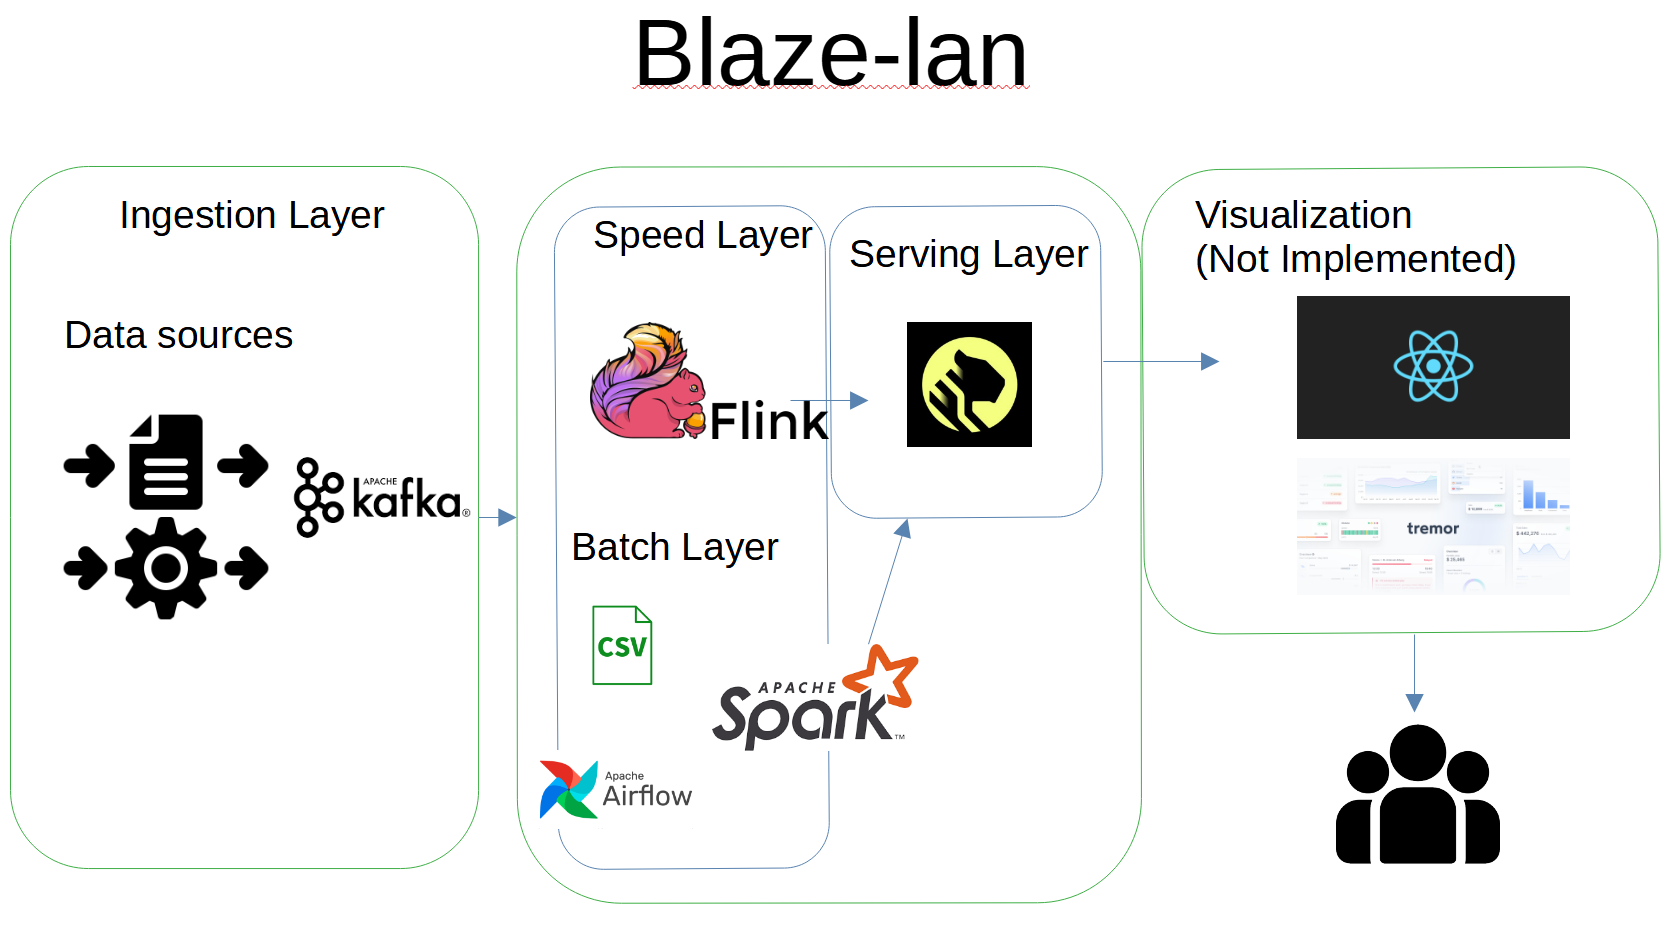 Blaze-lan
Ingestion Layer
Data sources
APACHE
kafka®
Speed Layer
Flink
Serving Layer
Batch Layer
CSV
APACHE
Spark™
Apache
Airflow
Visualization
(Not Implemented)
tremor